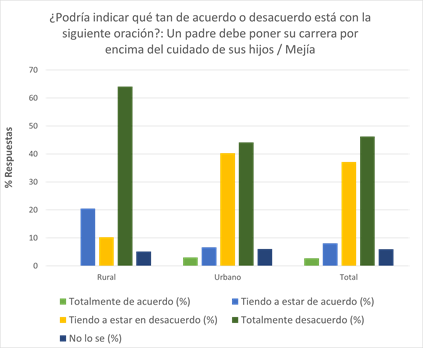 ¿Podría indicar qué tan de acuerdo o desacuerdo está con la
siguiente oración?: Un padre debe poner su carrera por
encima del cuidado de sus hijos / Mejía
% Respuestas
70
60
50
40
30
20
10
0
Rural
Urbano
Total
Totalmente de acuerdo (%)
Tiendo a estar de acuerdo (%)
Tiendo a estar en desacuerdo (%)
Totalmente desacuerdo (%)
No lo se (%)